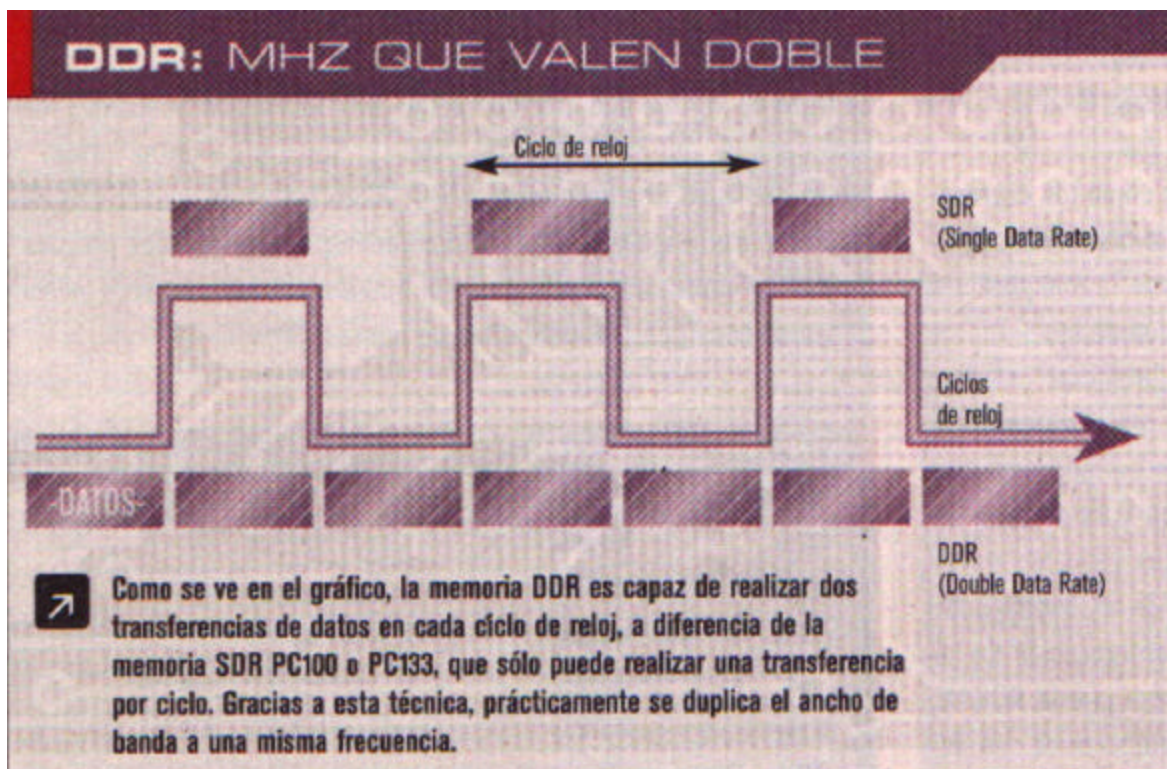 DDR: MHZ QUE VALEN DOBLE
Ciclo de reloj
SDR
(Single Data Rate)
Ciclos
de reloj
-DATOS-
DDR
(Double Data Rate)
Como se ve en el gráfico, la memoria DDR es capaz de realizar dos
transferencias de datos en cada ciclo de reloj, a diferencia de la
memoria SDR PC100 o PC133, que sólo puede realizar una transferencia
por ciclo. Gracias a esta técnica, prácticamente se duplica el ancho de
banda a una misma frecuencia.